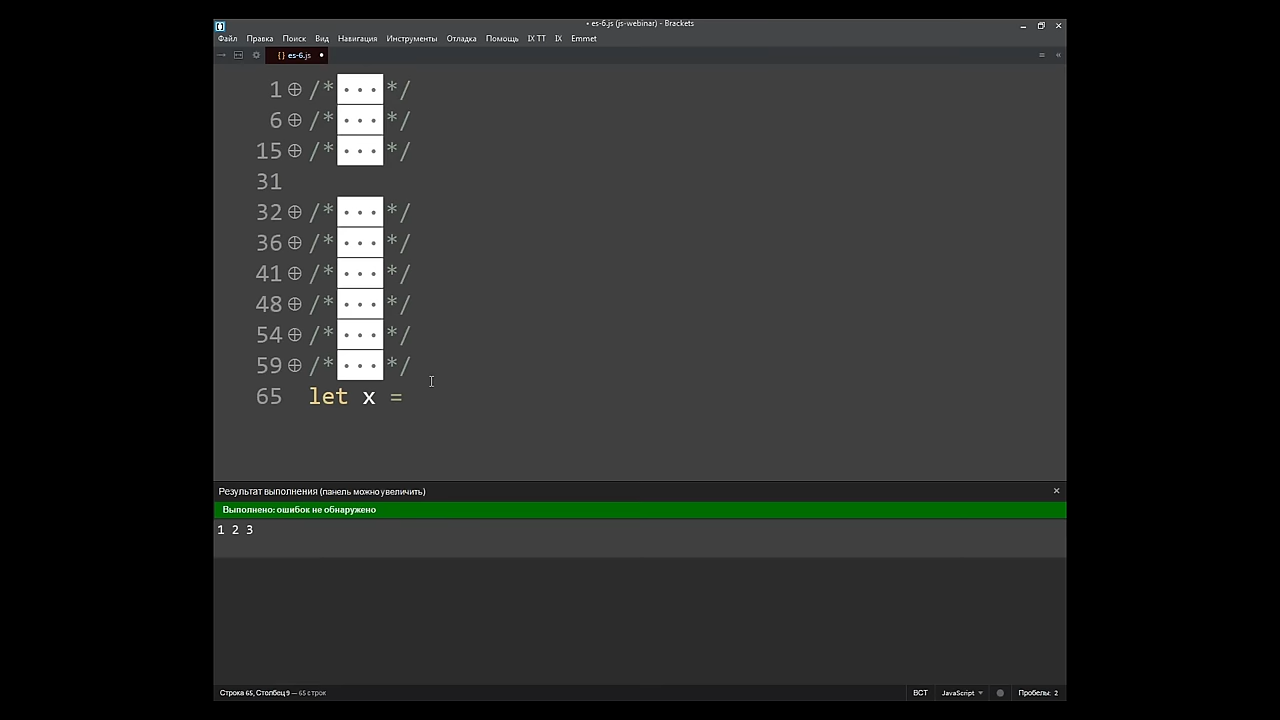 • es-6.js (js-webinar) - Brackets
Файл Правка Поиск Вид Навигация Инструменты Отладка Помощь IX TT IX Emmet
{ } es-6.js •
1 /* ... */
6 /* ... */
15 /* ... */
31
32 /* ... */
36 /* ... */
41 /* ... */
48 /* ... */
54 /* ... */
59 /* ... */
65 let x =
Результат выполнения (панель можно увеличить)
Выполнено: ошибок не обнаружено
1 2 3
Строка 65, Столбец 9 — 65 строк ВСТ JavaScript Пробелы: 2